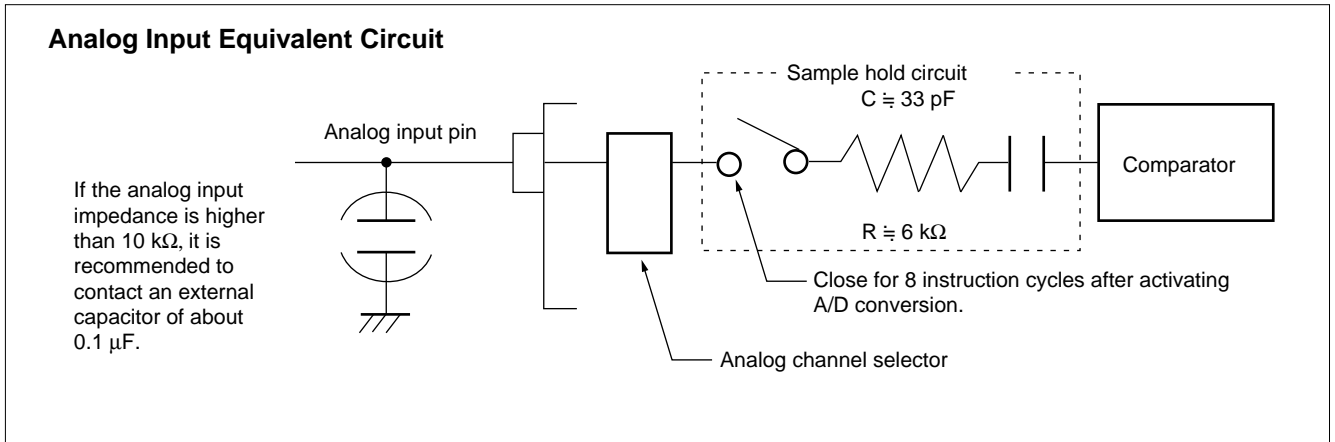 Analog Input Equivalent Circuit
Sample hold circuit
C ≒ 33 pF
Analog input pin
Comparator
If the analog input
impedance is higher
than 10 kΩ, it is
recommended to
contact an external
capacitor of about
0.1 µF.
R ≒ 6 kΩ
Close for 8 instruction cycles after activating
A/D conversion.
Analog channel selector